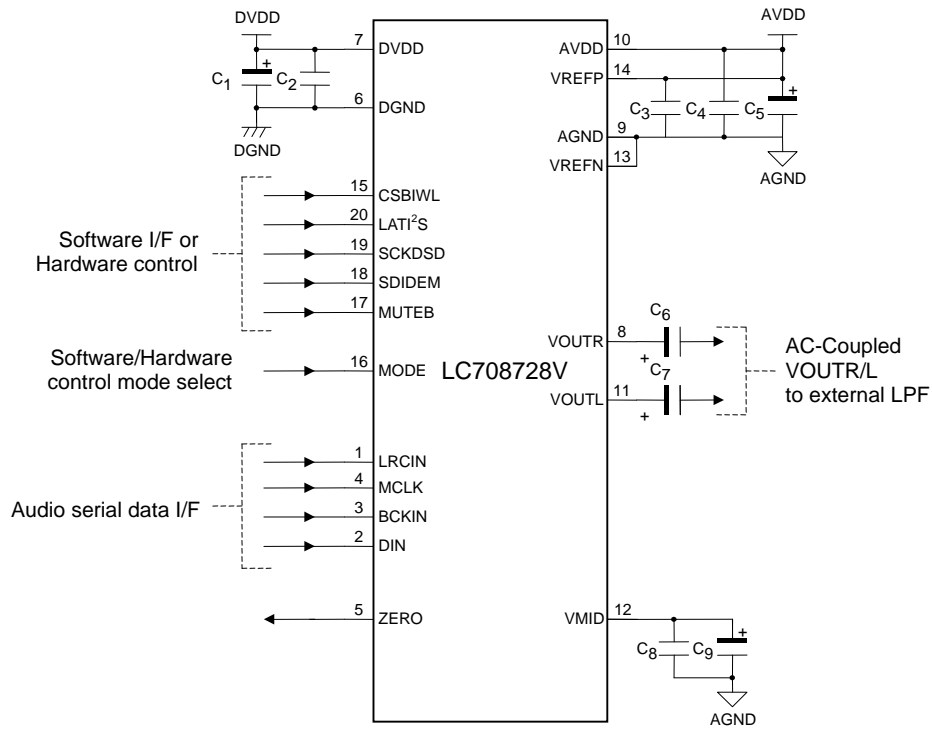 DVDD
AVDD
7 DVDD
AVDD 10
VREFP 14
C1 + C2
C3 C4 C5 +
6 DGND
AGND 9
DGND
VREFN 13
AGND
15 CSBIWL
20 LATI²S
Software I/F or
Hardware control
19 SCKDSD
18 SDIDEM
17 MUTEB
C6
VOUTR 8
+
AC-Coupled
VOUTR/L
to external LPF
Software/Hardware
control mode select
16 MODE
LC708728V
C7
VOUTL 11
+
1 LRCIN
4 MCLK
Audio serial data I/F
3 BCKIN
2 DIN
5 ZERO
VMID 12
C8 C9 +
AGND